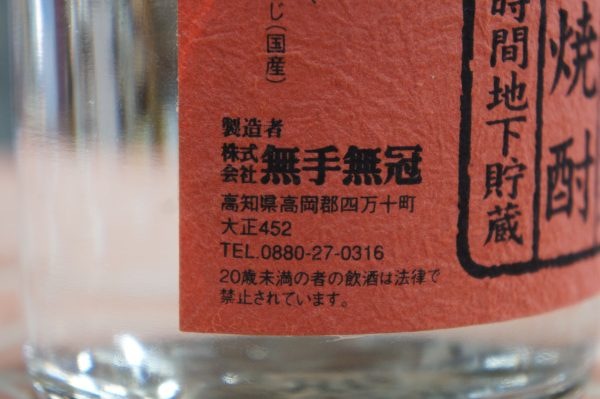 焼酎
時間地下貯蔵
じ(国産)
製造者
株式会社 無手無冠
高知県高岡郡四万十町
大正452
TEL.0880-27-0316
20歳未満の者の飲酒は法律で
禁止されています。